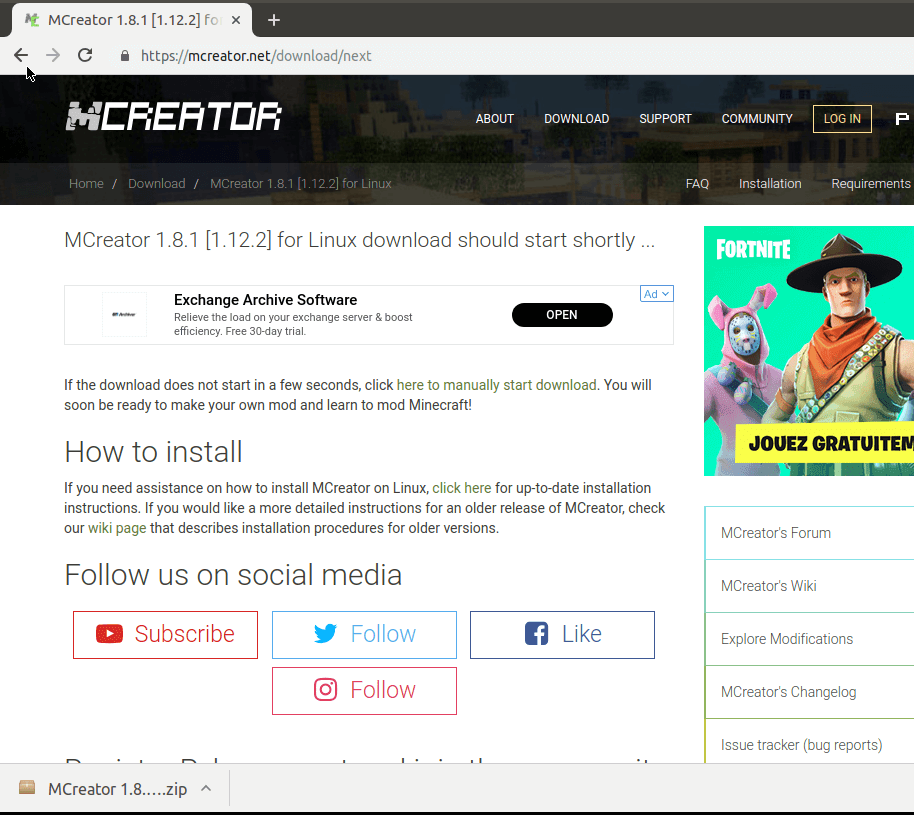 MCreator 1.8.1 [1.12.2] fo
https://mcreator.net/download/next
MCREATOR
ABOUT DOWNLOAD SUPPORT COMMUNITY LOG IN
Home / Download / MCreator 1.8.1 [1.12.2] for Linux
FAQ Installation Requirements
MCreator 1.8.1 [1.12.2] for Linux download should start shortly ...
Exchange Archive Software
Relieve the load on your exchange server & boost
efficiency. Free 30-day trial.
OPEN
Ad
If the download does not start in a few seconds, click here to manually start download. You will
soon be ready to make your own mod and learn to mod Minecraft!
How to install
If you need assistance on how to install MCreator on Linux, click here for up-to-date installation
instructions. If you would like a more detailed instructions for an older release of MCreator, check
our wiki page that describes installation procedures for older versions.
Follow us on social media
Subscribe Follow Like
Follow
FORTNITE
JOUEZ GRATUITEM
MCreator's Forum
MCreator's Wiki
Explore Modifications
MCreator's Changelog
Issue tracker (bug reports)
MCreator 1.8.....zip